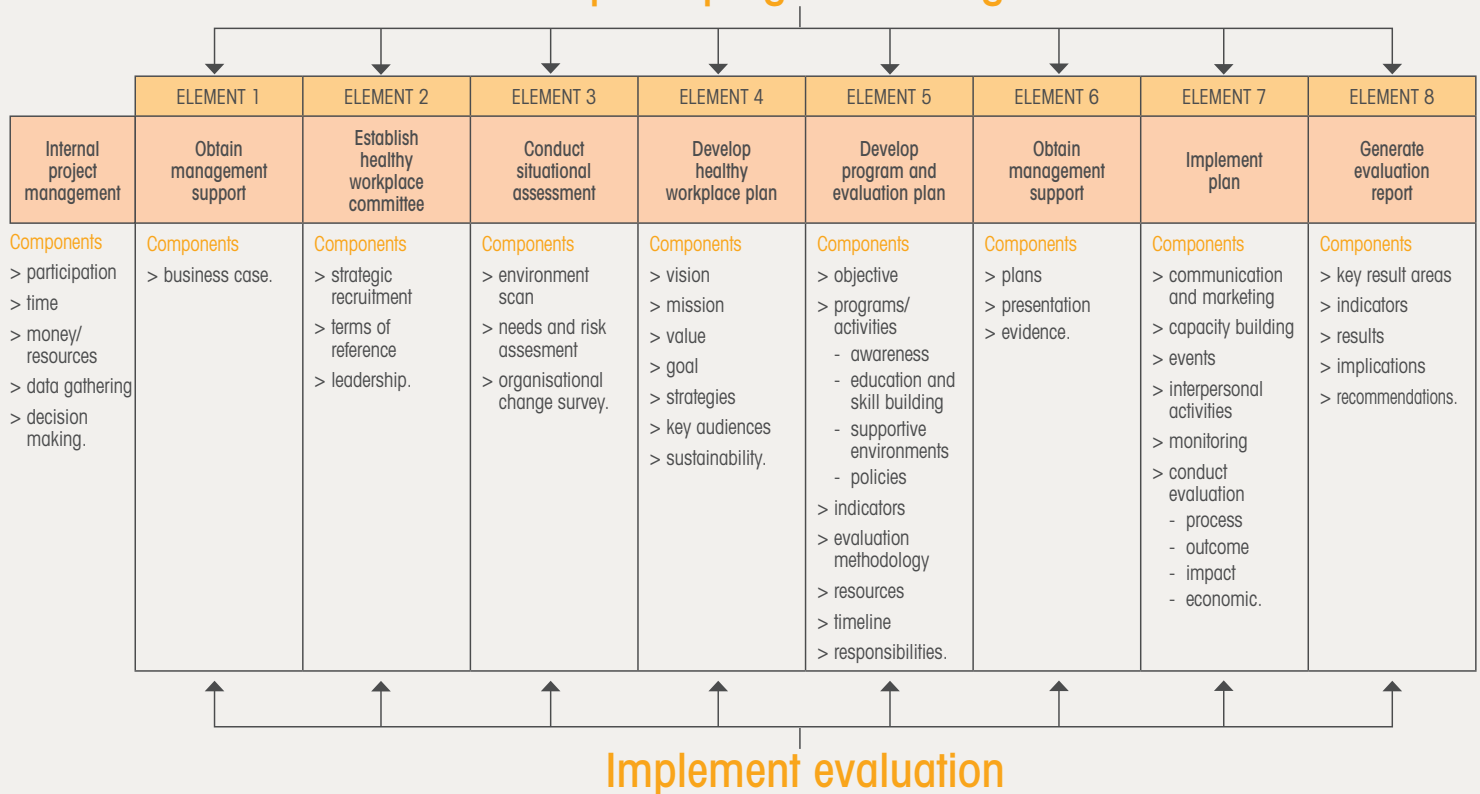 ELEMENT 1
ELEMENT 2
ELEMENT 3
ELEMENT 4
ELEMENT 5
ELEMENT 6
ELEMENT 7
ELEMENT 8
Internal
project
management
Obtain
management
support
Establish
healthy
workplace
committee
Conduct
situational
assessment
Develop
healthy
workplace plan
Develop
program and
evaluation plan
Obtain
management
support
Implement
plan
Generate
evaluation
report
Components
> participation
> time
> money/
resources
> data gathering
> decision
making.
Components
> business case.
Components
> strategic
recruitment
> terms of
reference
> leadership.
Components
> environment
scan
> needs and risk
assesment
> organisational
change survey.
Components
> vision
> mission
> value
> goal
> strategies
> key audiences
> sustainability.
Components
> objective
> programs/
activities
- awareness
- education and
skill building
- supportive
environments
- policies
> indicators
> evaluation
methodology
> resources
> timeline
> responsibilities.
Components
> plans
> presentation
> evidence.
Components
> communication
and marketing
> capacity building
> events
> interpersonal
activities
> monitoring
> conduct
evaluation
- process
- outcome
- impact
- economic.
Components
> key result areas
> indicators
> results
> implications
> recommendations.
Implement evaluation